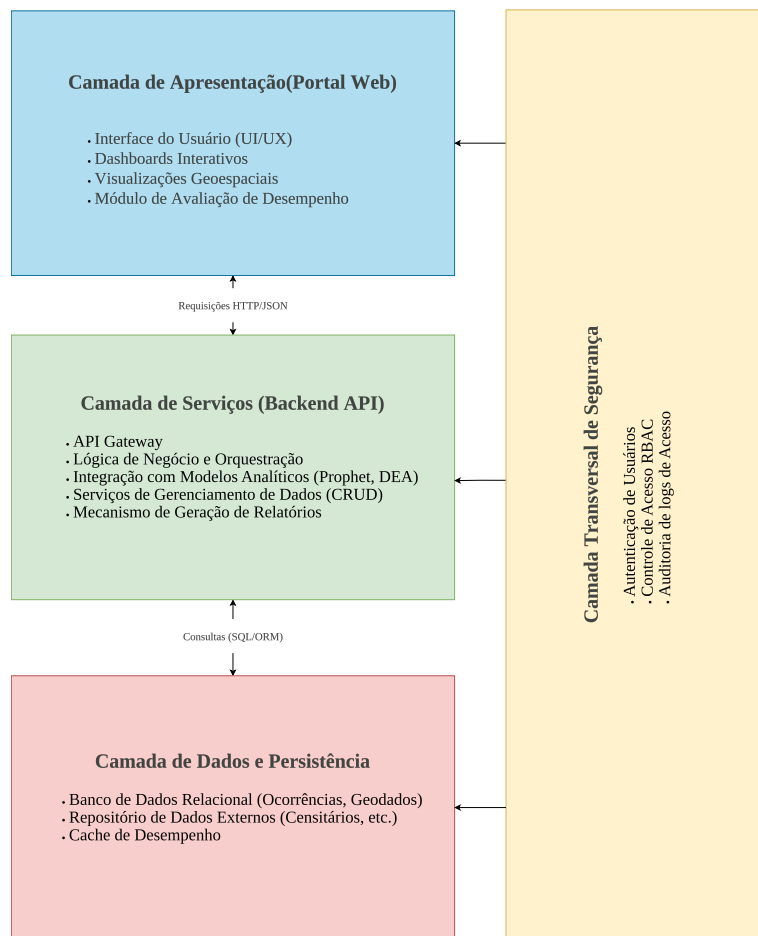 Camada de Apresentação(Portal Web)
• Interface do Usuário (UI/UX)
• Dashboards Interativos
• Visualizações Geoespaciais
• Módulo de Avaliação de Desempenho
Requisições HTTP/JSON
Camada de Serviços (Backend API)
• API Gateway
• Lógica de Negócio e Orquestração
• Integração com Modelos Analíticos (Prophet, DEA)
• Serviços de Gerenciamento de Dados (CRUD)
• Mecanismo de Geração de Relatórios
Consultas (SQL/ORM)
Camada de Dados e Persistência
• Banco de Dados Relacional (Ocorrências, Geodados)
• Repositório de Dados Externos (Censitários, etc.)
• Cache de Desempenho
Camada Transversal de Segurança
• Autenticação de Usuários
• Controle de Acesso RBAC
• Auditoria de logs de Acesso